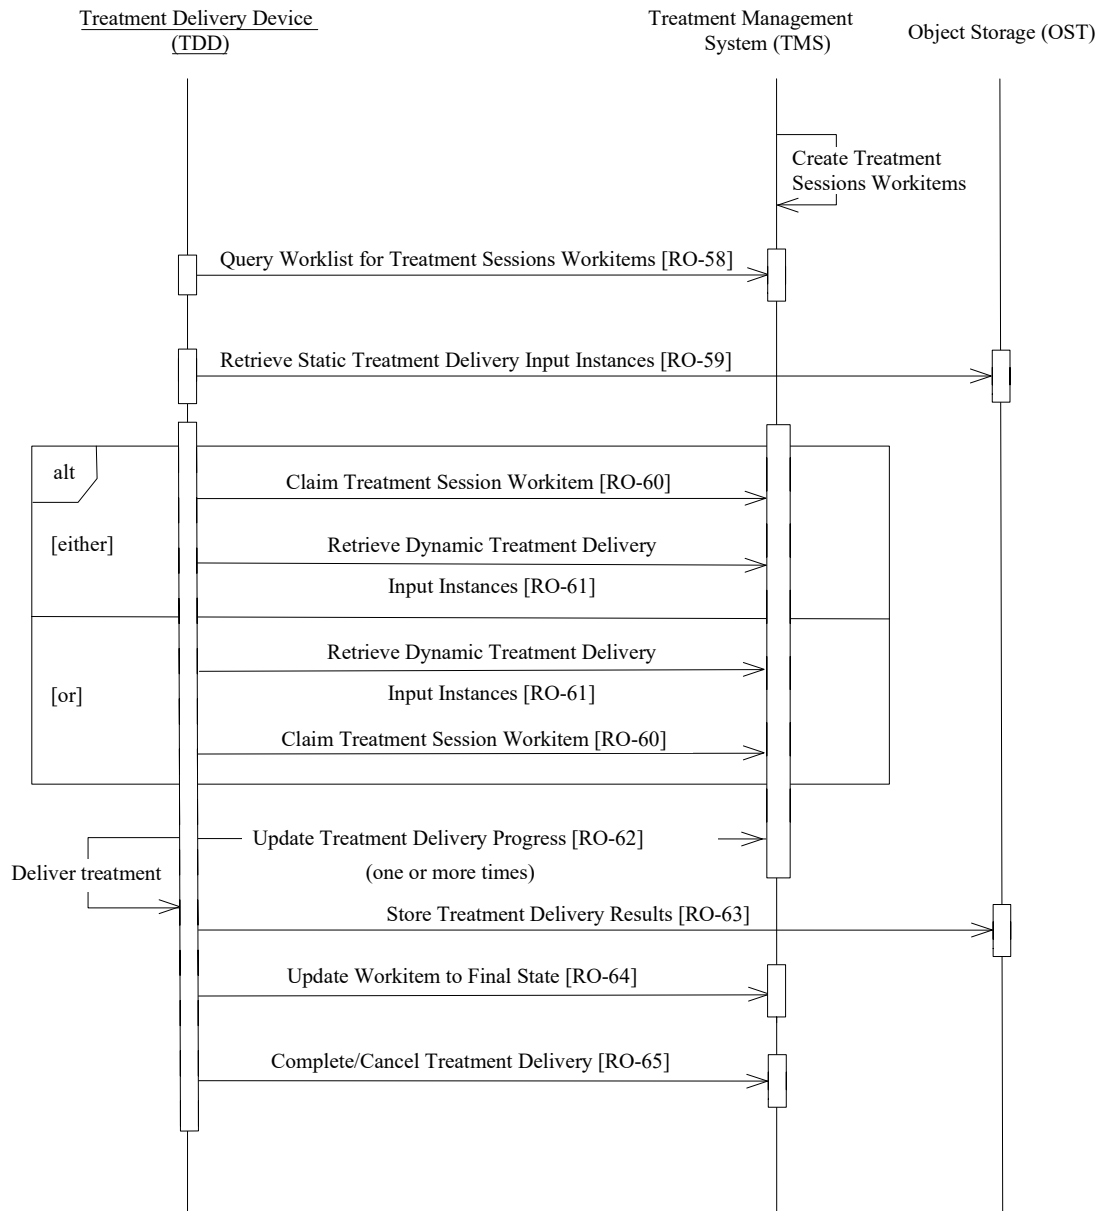 Treatment Delivery Device
(TDD)
Treatment Management
System (TMS)
Object Storage (OST)
Create Treatment
Sessions Workitems
Query Worklist for Treatment Sessions Workitems [RO-58]
Retrieve Static Treatment Delivery Input Instances [RO-59]
alt
Claim Treatment Session Workitem [RO-60]
[either]
Retrieve Dynamic Treatment Delivery
Input Instances [RO-61]
Retrieve Dynamic Treatment Delivery
[or]
Input Instances [RO-61]
Claim Treatment Session Workitem [RO-60]
Update Treatment Delivery Progress [RO-62]
(one or more times)
Deliver treatment
Store Treatment Delivery Results [RO-63]
Update Workitem to Final State [RO-64]
Complete/Cancel Treatment Delivery [RO-65]